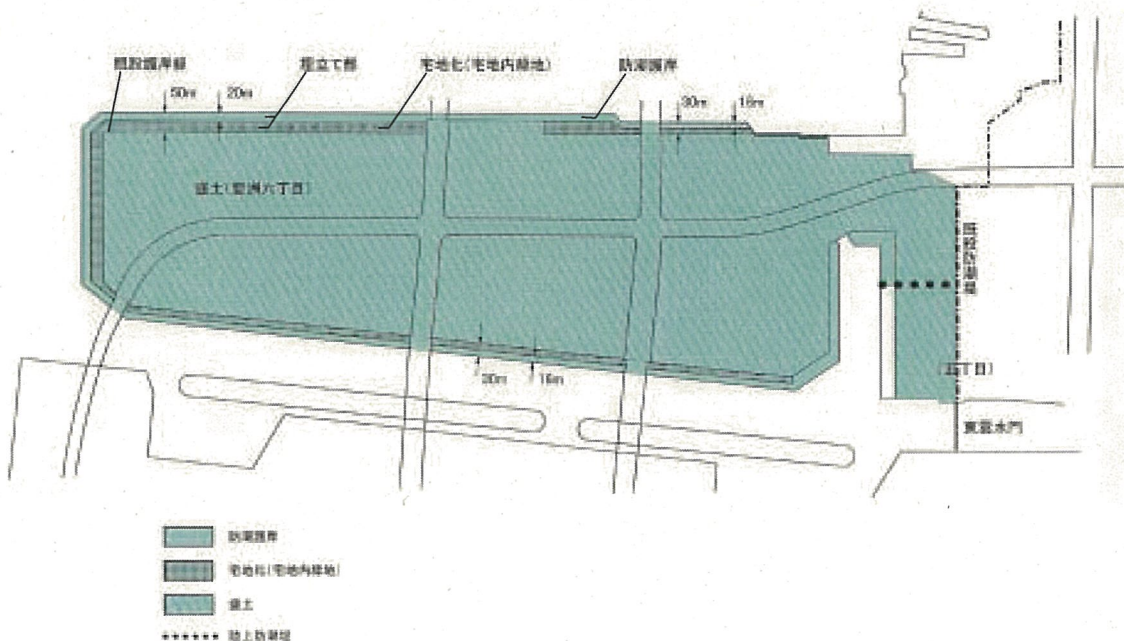 既設護岸線
埋立て部
宅地化(宅地内緑地)
防潮護岸
50m
20m
30m
16m
盛土(豊洲六丁目)
既設防潮堤
30m
16m
(五丁目)
東雲水門
防潮護岸
宅地化(宅地内緑地)
盛土
陸上防潮堤